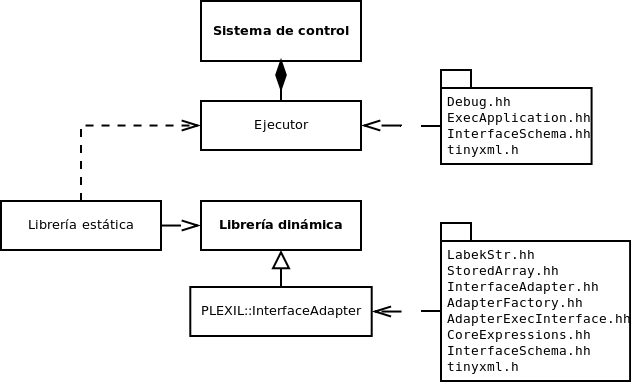 Sistema de control
Ejecutor
Debug.hh
ExecApplication.hh
InterfaceSchema.hh
tinyxml.h
Librería estática
Librería dinámica
PLEXIL::InterfaceAdapter
LabekStr.hh
StoredArray.hh
InterfaceAdapter.hh
AdapterFactory.hh
AdapterExecInterface.hh
CoreExpressions.hh
InterfaceSchema.hh
tinyxml.h